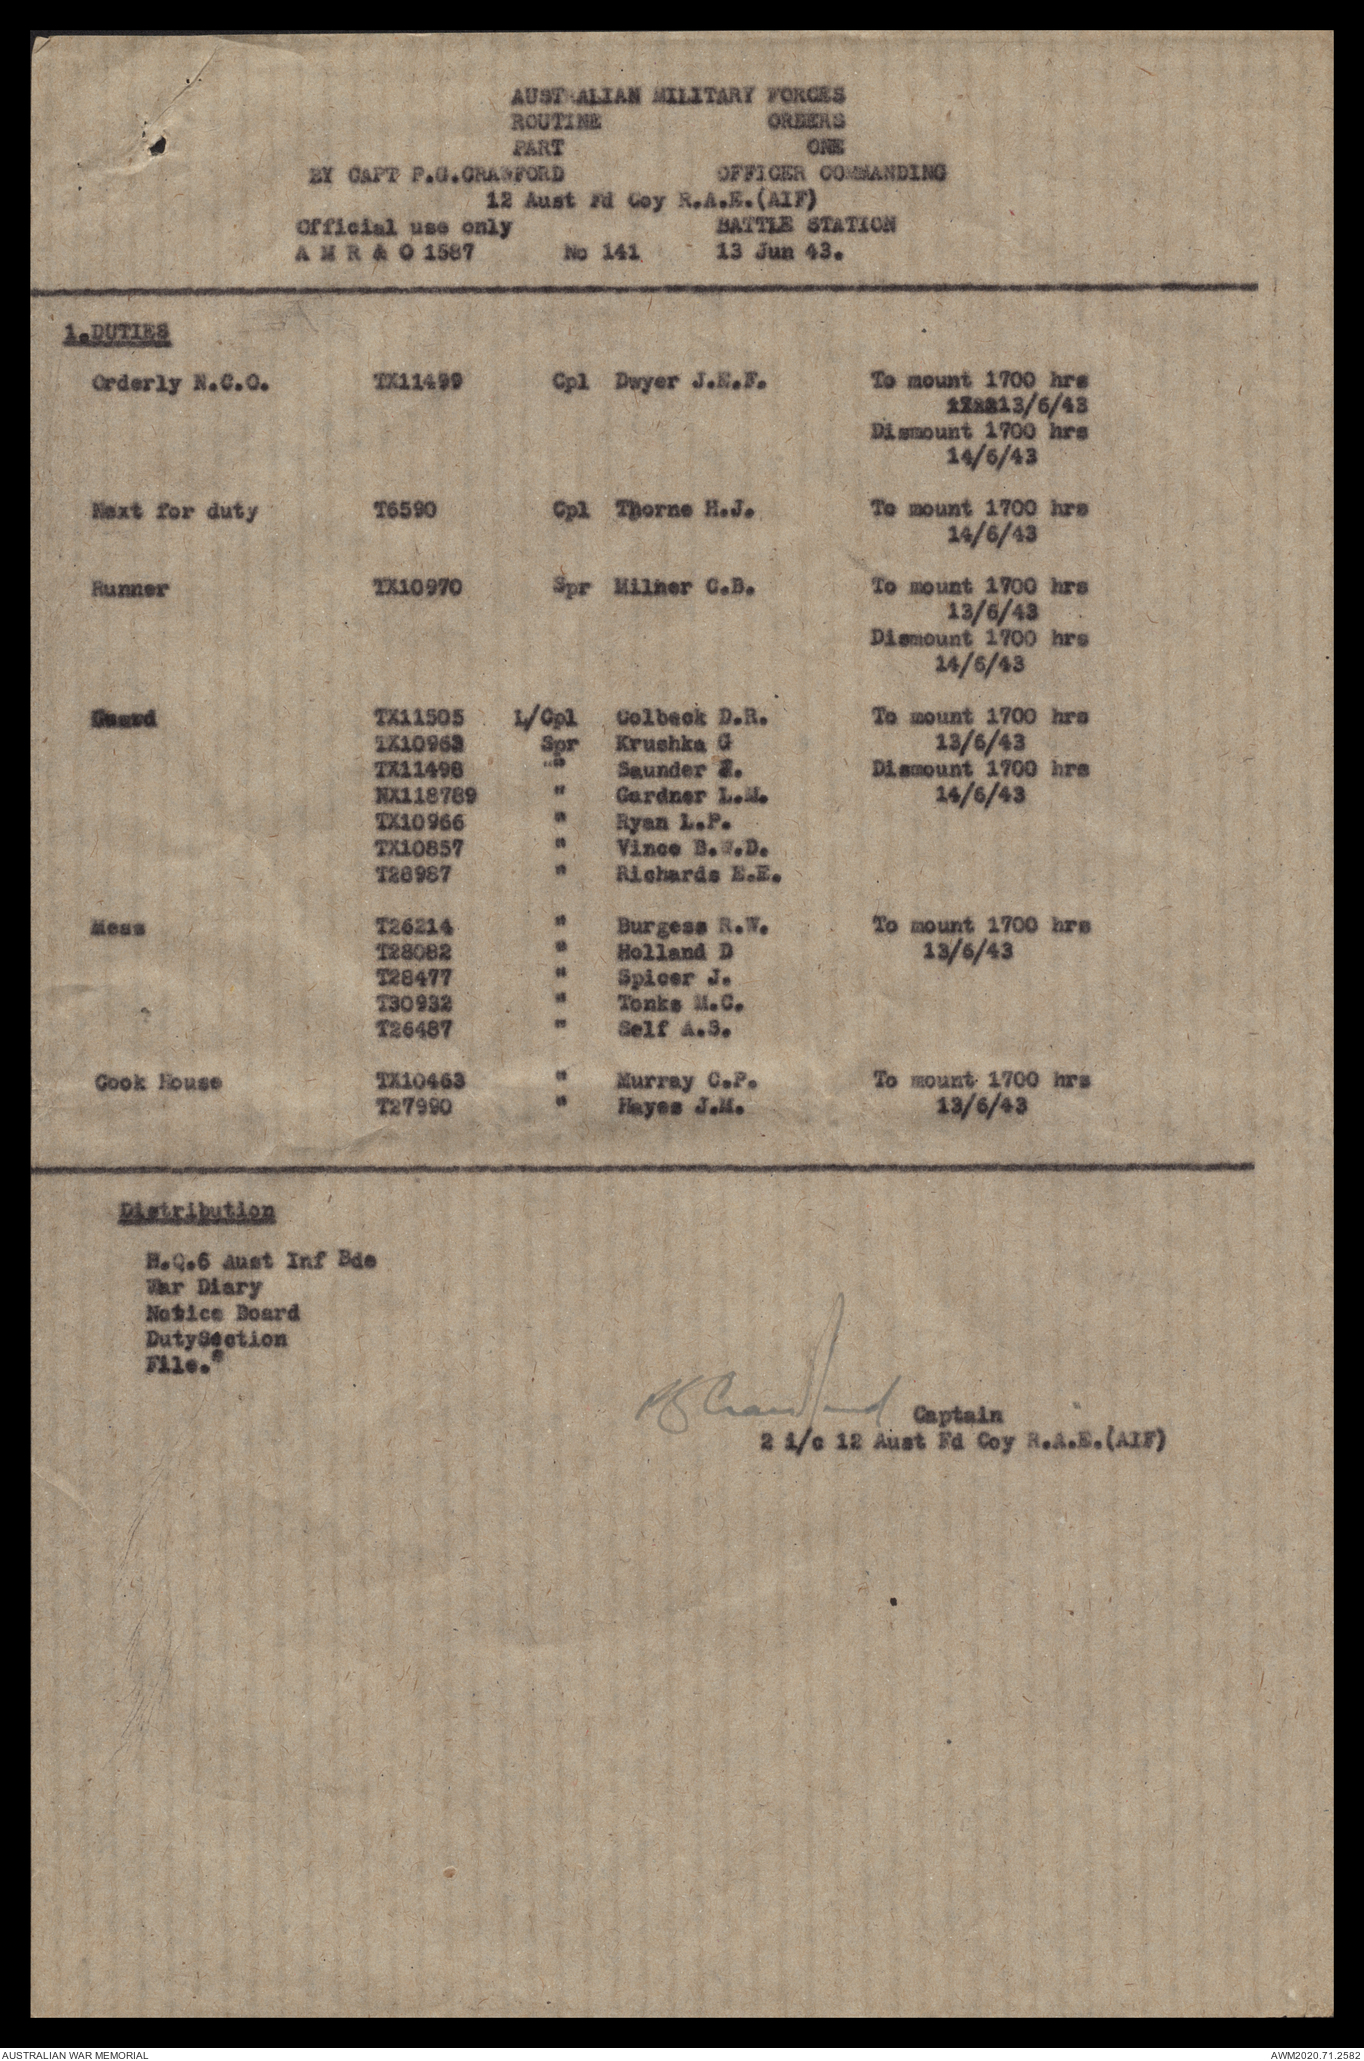 AUSTRALIAN MILITARY FORCES
ROUTINE ORDERS
PART ONE
BY CAPT P.G.CRAWFORD OFFICER COMMANDING
12 Aust Fd Coy R.A.E.(AIF)
Official use only BATTLE STATION
A M R & O 1587 No 141 13 Jun 43.
1.DUTIES
Orderly N.C.O. TX11499 Cpl Dwyer J.E.F. To mount 1700 hrs
13/6/43
Dismount 1700 hrs
14/6/43
Next for duty T6590 Cpl Thorne H.J. To mount 1700 hrs
14/6/43
Runner TX10970 Spr Milner C.B. To mount 1700 hrs
13/6/43
Dismount 1700 hrs
14/6/43
Guard TX11505 L/Cpl Colbeck D.R. To mount 1700 hrs
TX10963 Spr Krushka G 13/6/43
TX11498 " Saunder Dismount 1700 hrs
NX118789 " Gardner L.M. 14/6/43
TX10966 " Ryan L.P.
TX10857 " Vince B.W.D.
T28987 " Richards E.E.
Mess T26214 " Burgess R.W. To mount 1700 hrs
T28082 " Holland D 13/6/43
T28477 " Spicer J.
T30932 " Tonks M.C.
T26487 " Self A.S.
Cook House TX10463 " Murray C.P. To mount 1700 hrs
T27990 " Hayes J.M. 13/6/43
Distribution
H.Q.6 Aust Inf Bde
War Diary
Notice Board
DutySection
File.
PG Crawford Captain
2 i/c 12 Aust Fd Coy R.A.E.(AIF)
AUSTRALIAN WAR MEMORIAL AWM2020.71.2582